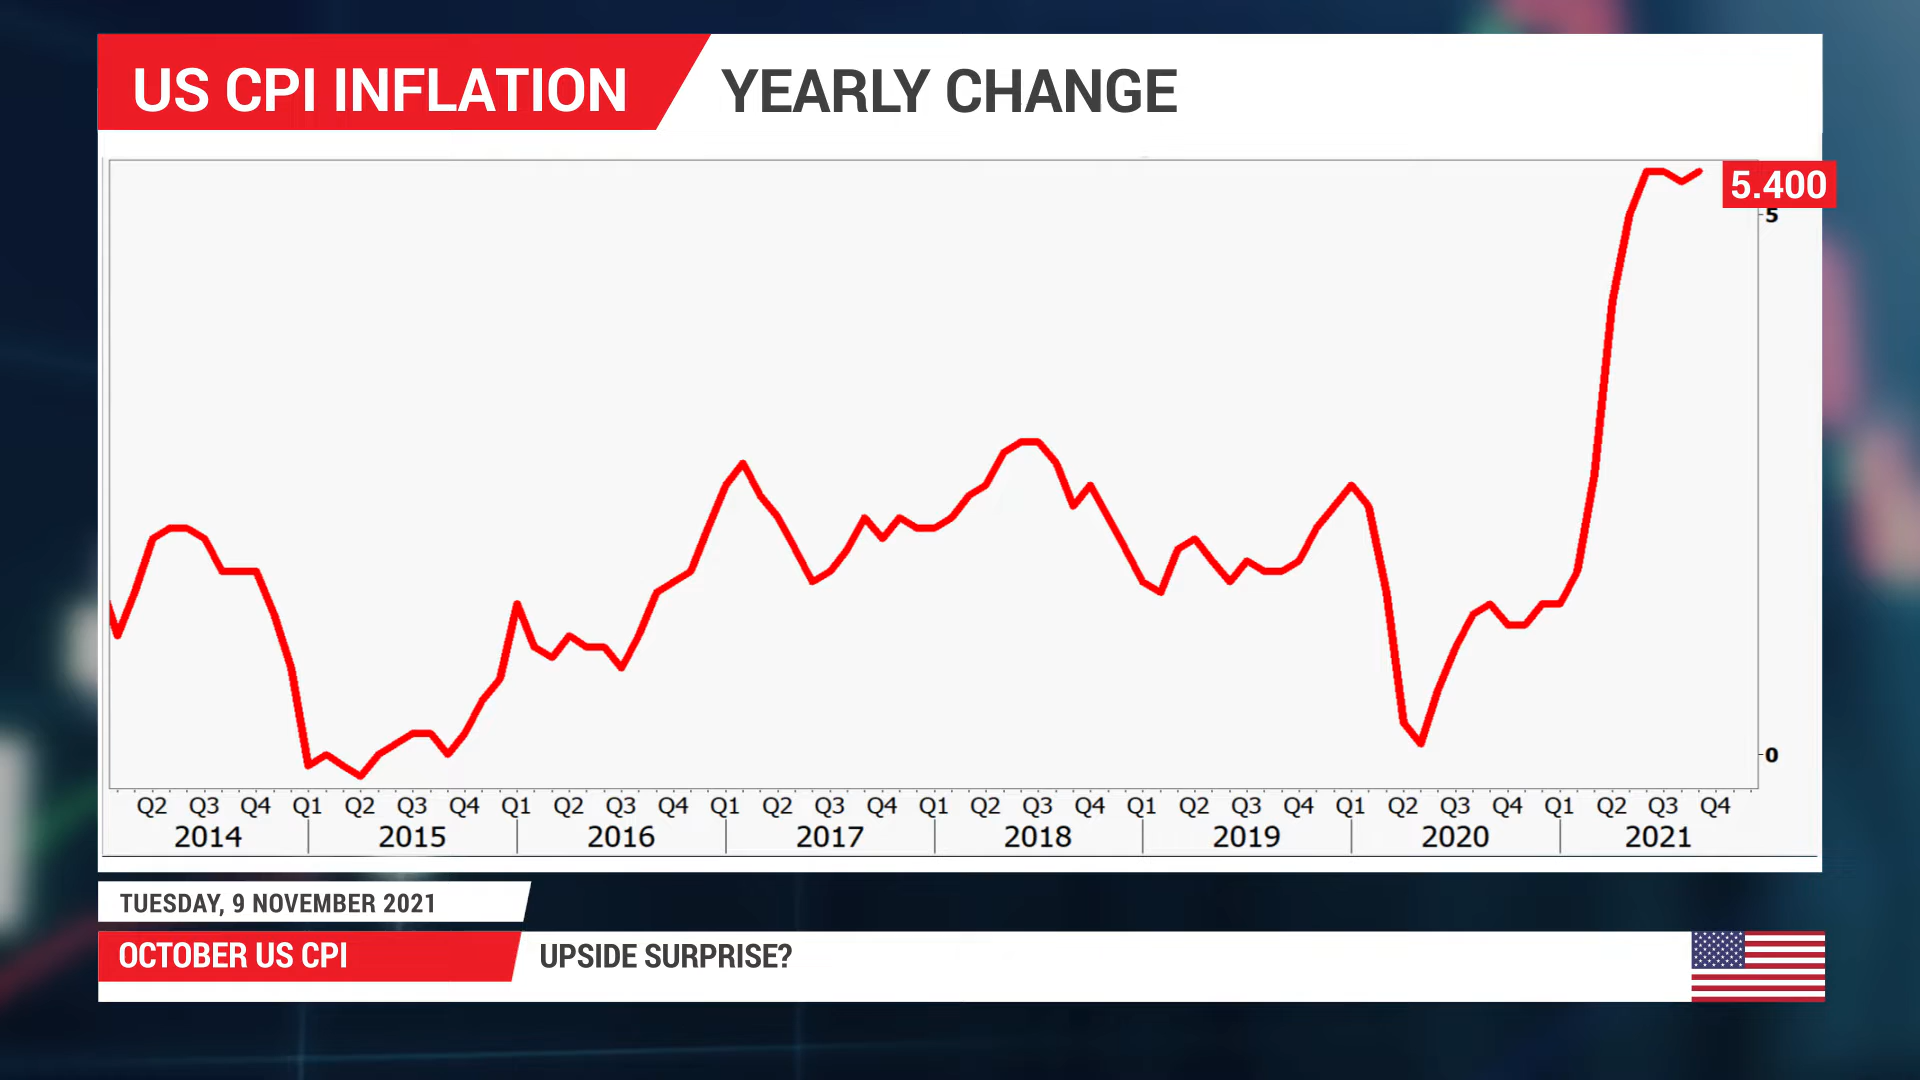 US CPI INFLATION YEARLY CHANGE
5.400
5
0
Q2 Q3 Q4 Q1 Q2 Q3 Q4 Q1 Q2 Q3 Q4 Q1 Q2 Q3 Q4 Q1 Q2 Q3 Q4 Q1 Q2 Q3 Q4 Q1 Q2 Q3 Q4 Q1 Q2 Q3 Q4
2014 2015 2016 2017 2018 2019 2020 2021
TUESDAY, 9 NOVEMBER 2021
OCTOBER US CPI UPSIDE SURPRISE?